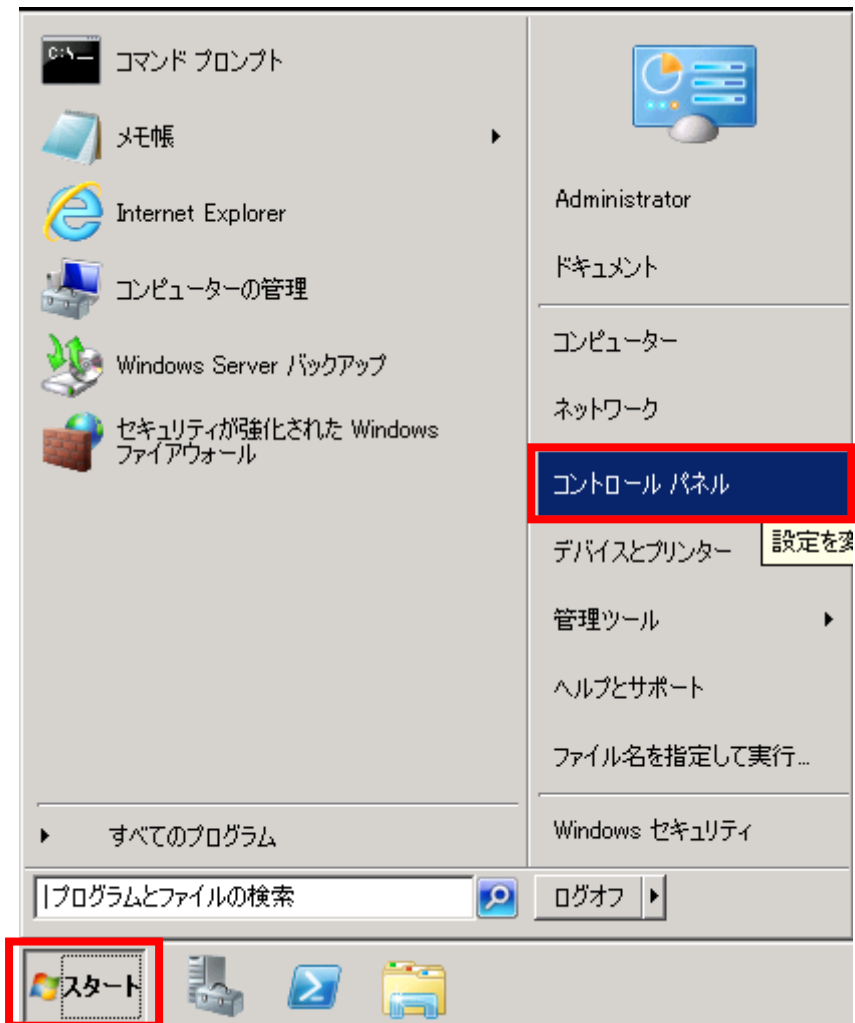 C:\
コマンド プロンプト
メモ帳
Internet Explorer
コンピューターの管理
Windows Server バックアップ
セキュリティが強化された Windows
ファイアウォール
すべてのプログラム
プログラムとファイルの検索
Administrator
ドキュメント
コンピューター
ネットワーク
コントロール パネル
設定を変
デバイスとプリンター
管理ツール
ヘルプとサポート
ファイル名を指定して実行...
Windows セキュリティ
ログオフ
スタート